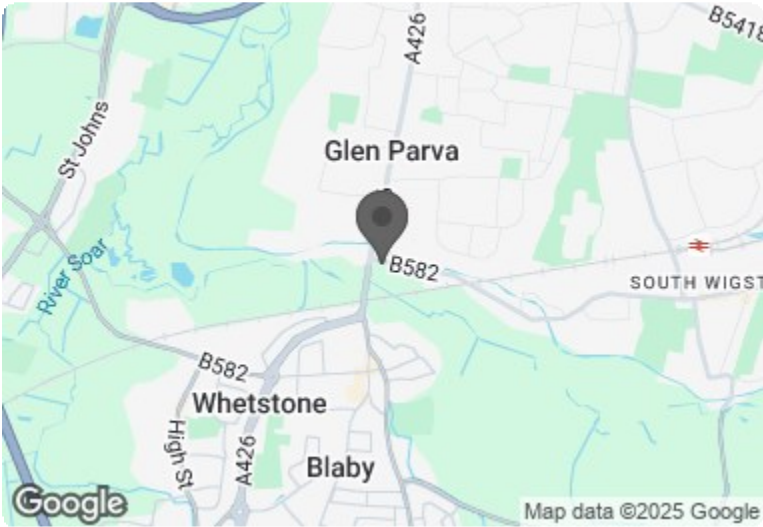 B5418
A426
St Johns
Glen Parva
River Soar
B582
SOUTH WIGST
B582
Whetstone
High St
A426
Blaby
Google
Map data ©2025 Google